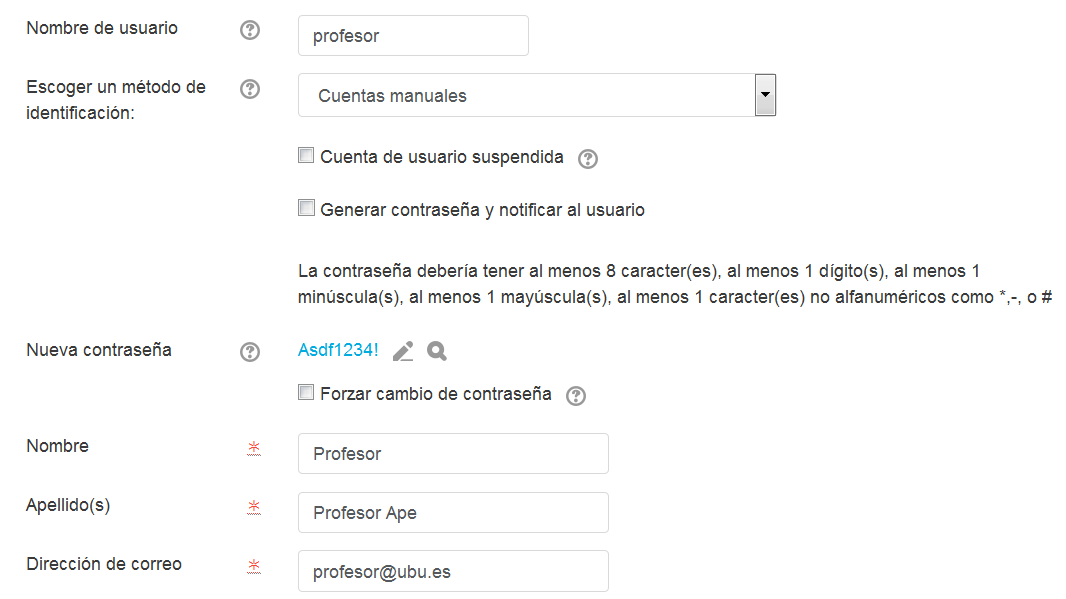 Nombre de usuario
profesor
Escoger un método de
identificación:
Cuentas manuales
Cuenta de usuario suspendida
Generar contraseña y notificar al usuario
La contraseña debería tener al menos 8 caracter(es), al menos 1 dígito(s), al menos 1
minúscula(s), al menos 1 mayúscula(s), al menos 1 caracter(es) no alfanuméricos como *,-, o #
Nueva contraseña
Asdf1234!
Forzar cambio de contraseña
Nombre
Profesor
Apellido(s)
Profesor Ape
Dirección de correo
profesor@ubu.es